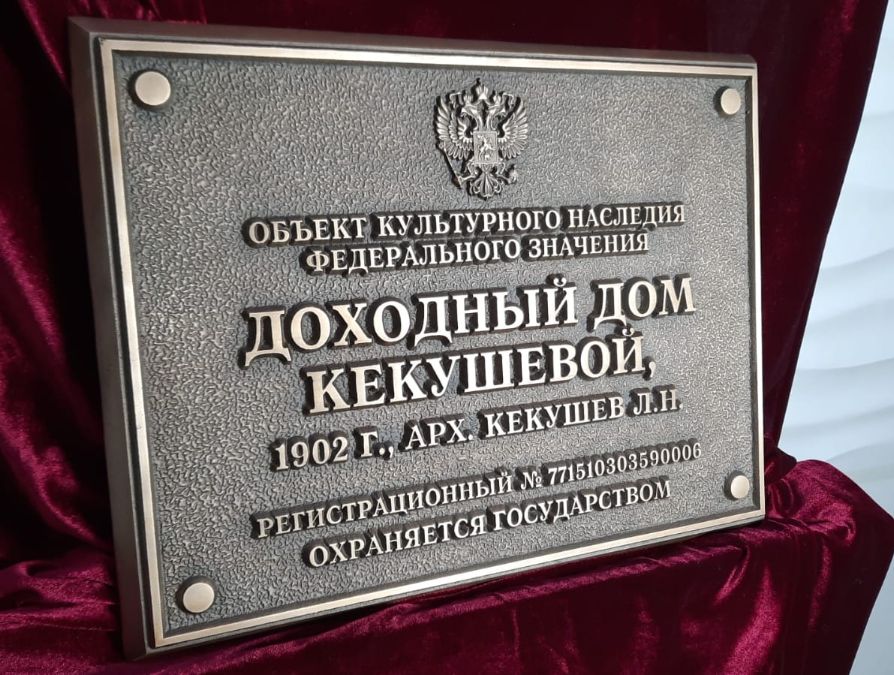 ОБЪЕКТ КУЛЬТУРНОГО НАСЛЕДИЯ
ФЕДЕРАЛЬНОГО ЗНАЧЕНИЯ
ДОХОДНЫЙ ДОМ
КЕКУШЕВОЙ,
1902 Г., АРХ. КЕКУШЕВ Л.Н.
РЕГИСТРАЦИОННЫЙ № 771510303590006
ОХРАНЯЕТСЯ ГОСУДАРСТВОМ